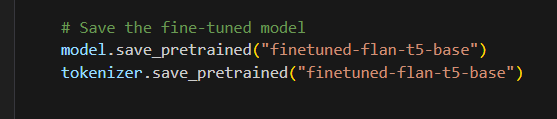 # Save the fine-tuned model
model.save_pretrained("finetuned-flan-t5-base")
tokenizer.save_pretrained("finetuned-flan-t5-base")